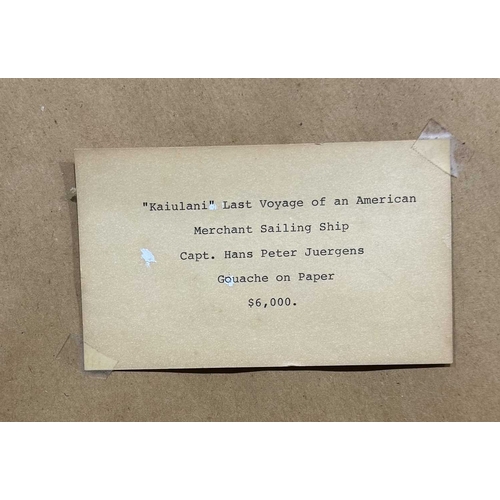 "Kaiulani" Last Voyage of an American
Merchant Sailing Ship
Capt. Hans Peter Juergens
Gouache on Paper
$6,000.